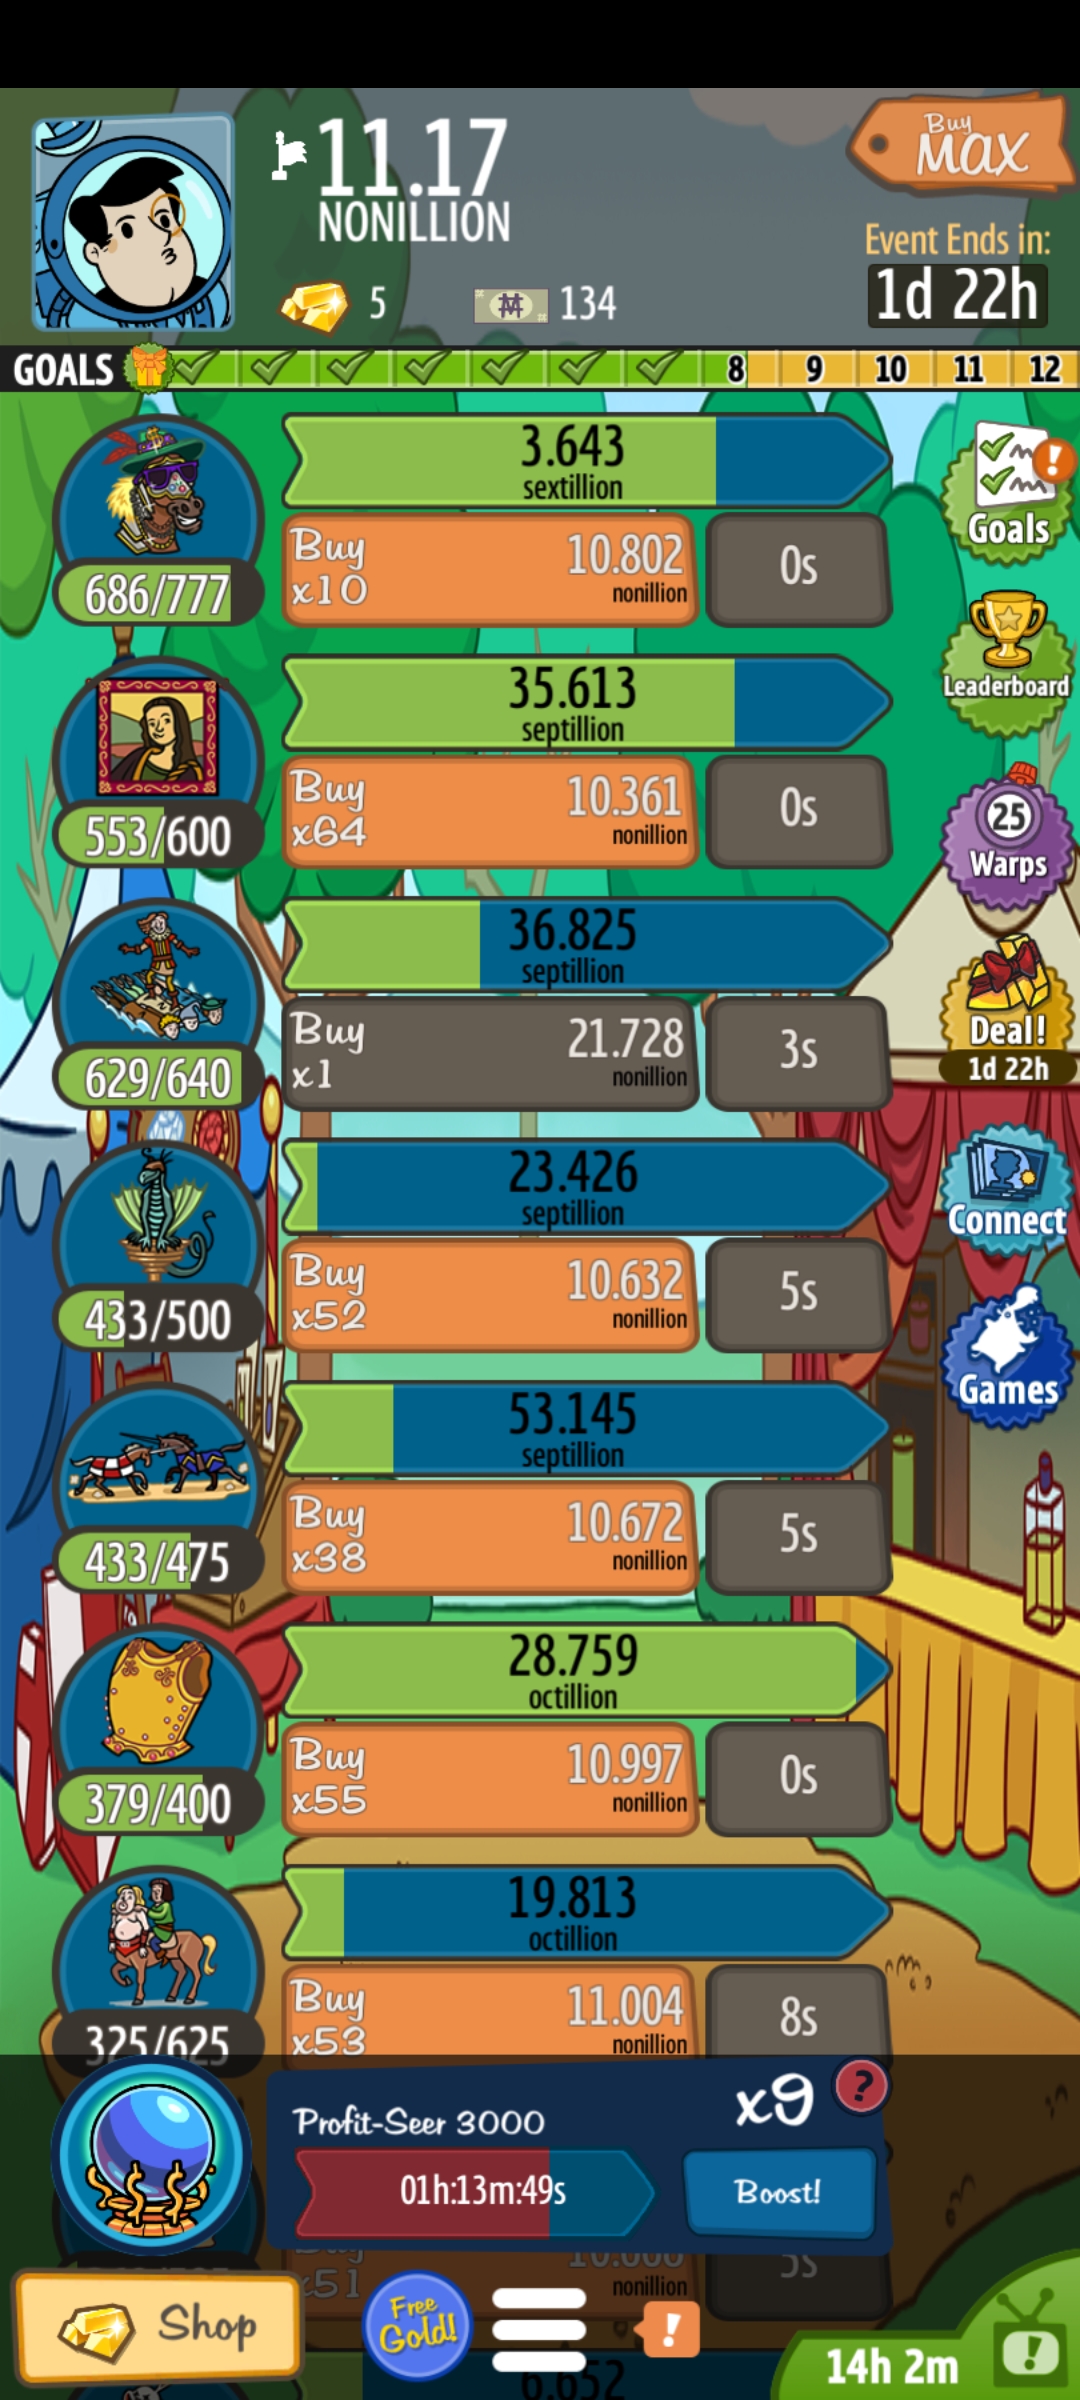 11.17
NONILLION
Buy
MAX
Event Ends in:
1d 22h
5
134
GOALS
8 9 10 11 12
3.643
sextillion
Buy
x10
10.802
nonillion
0s
686/777
Goals
35.613
septillion
Leaderboard
Buy
x64
10.361
nonillion
0s
553/600
25
Warps
36.825
septillion
Buy
x1
21.728
nonillion
3s
629/640
Deal!
1d 22h
23.426
septillion
Connect
Buy
x52
10.632
nonillion
5s
433/500
Games
53.145
septillion
Buy
x38
10.672
nonillion
5s
433/475
28.759
octillion
Buy
x55
10.997
nonillion
0s
379/400
19.813
octillion
Buy
x53
11.004
nonillion
8s
325/625
Profit-Seer 3000
x9
?
01h:13m:49s
Boost!
x51
nonillion
5s
Shop
Free
Gold!
!
14h 2m
!
6.652